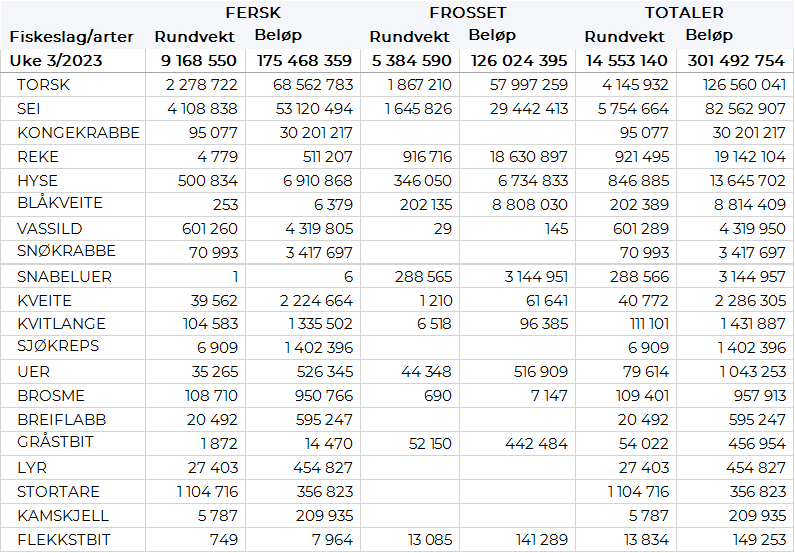 FERSK FROSSET TOTALER
Fiskeslag/arter Rundvekt Beløp Rundvekt Beløp Rundvekt Beløp
Uke 3/2023 9 168 550 175 468 359 5 384 590 126 024 395 14 553 140 301 492 754
TORSK 2 278 722 68 562 783 1 867 210 57 997 259 4 145 932 126 560 041
SEI 4 108 838 53 120 494 1 645 826 29 442 413 5 754 664 82 562 907
KONGEKRABBE 95 077 30 201 217 95 077 30 201 217
REKE 4 779 511 207 916 716 18 630 897 921 495 19 142 104
HYSE 500 834 6 910 868 346 050 6 734 833 846 885 13 645 702
BLÅKVEITE 253 6 379 202 135 8 808 030 202 389 8 814 409
VASSILD 601 260 4 319 805 29 145 601 289 4 319 950
SNØKRABBE 70 993 3 417 697 70 993 3 417 697
SNABELUER 1 6 288 565 3 144 951 288 566 3 144 957
KVEITE 39 562 2 224 664 1 210 61 641 40 772 2 286 305
KVITLANGE 104 583 1 335 502 6 518 96 385 111 101 1 431 887
SJØKREPS 6 909 1 402 396 6 909 1 402 396
UER 35 265 526 345 44 348 516 909 79 614 1 043 253
BROSME 108 710 950 766 690 7 147 109 401 957 913
BREIFLABB 20 492 595 247 20 492 595 247
GRÅSTBIT 1 872 14 470 52 150 442 484 54 022 456 954
LYR 27 403 454 827 27 403 454 827
STORTARE 1 104 716 356 823 1 104 716 356 823
KAMSKJELL 5 787 209 935 5 787 209 935
FLEKKSTBIT 749 7 964 13 085 141 289 13 834 149 253